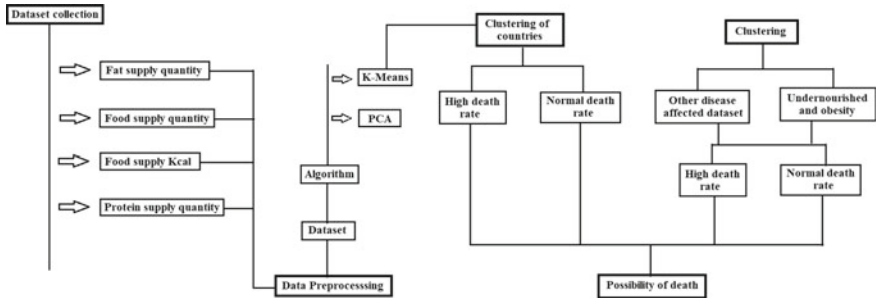 Dataset collection
Fat supply quantity
Food supply quantity
Food supply Kcal
Protein supply quantity
Data Preprocesssing
Dataset
Algorithm
K-Means
PCA
Clustering of
countries
High death
rate
Normal death
rate
Clustering
Other disease
affected dataset
Undernourished
and obesity
High death
rate
Normal death
rate
Possibility of death